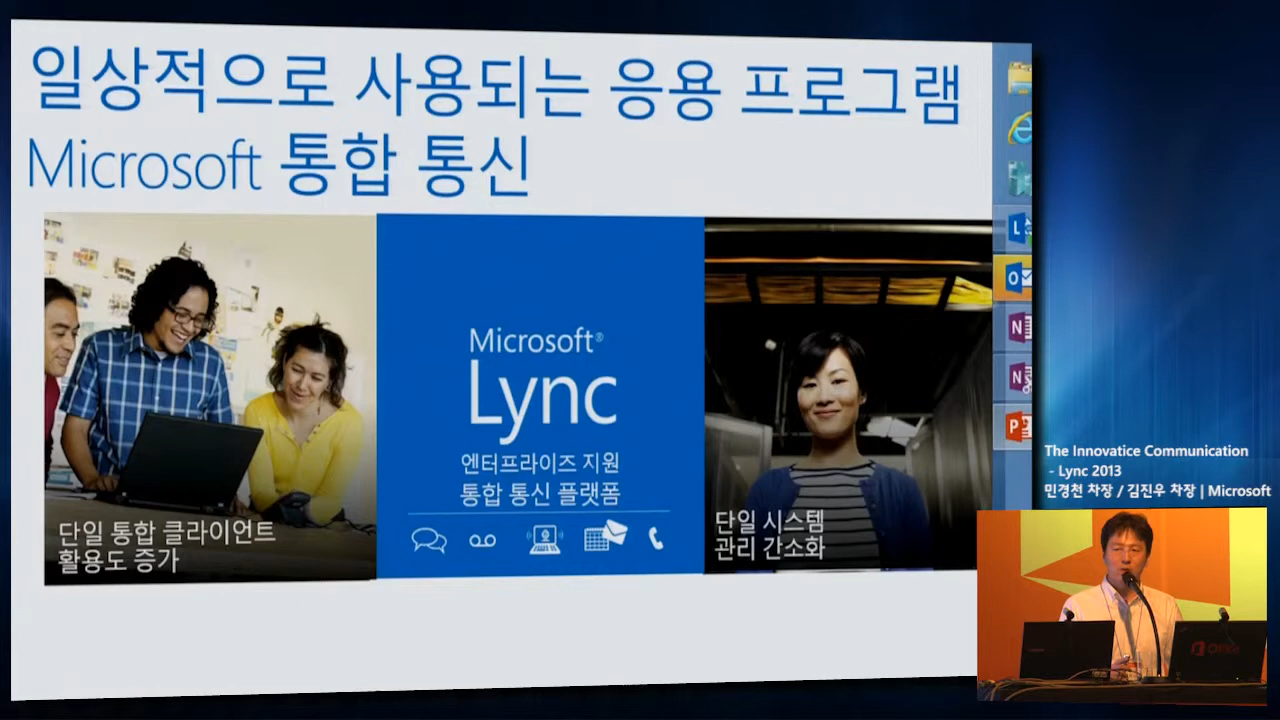 일상적으로 사용되는 응용 프로그램
Microsoft 통합 통신
Microsoft®
Lync
엔터프라이즈 지원
통합 통신 플랫폼
단일 통합 클라이언트
활용도 증가
단일 시스템
관리 간소화
The Innovatice Communication
- Lync 2013
민경천 차장 / 김진우 차장 | Microsoft